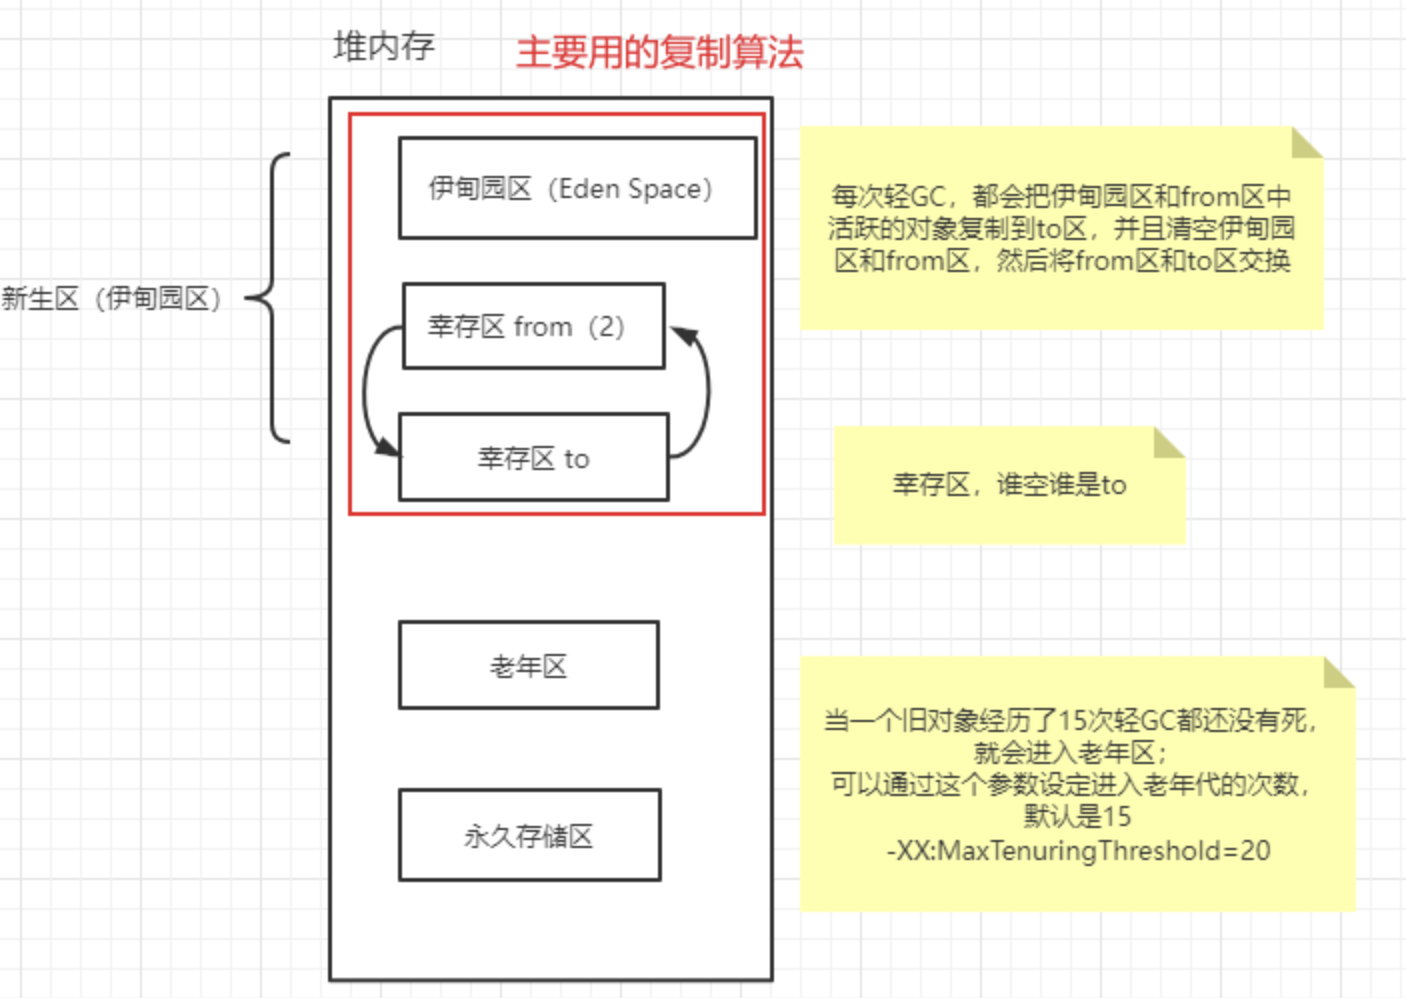 堆内存
主要用的复制算法
伊甸园区（Eden Space）
每次轻GC，都会把伊甸园区和from区中
活跃的对象复制到to区，并且清空伊甸园
区和from区，然后将from区和to区交换
新生区（伊甸园区）
幸存区 from（2）
幸存区 to
幸存区，谁空谁是to
老年区
当一个旧对象经历了15次轻GC都还没有死，
就会进入老年区；
可以通过这个参数设定进入老年代的次数，
默认是15
-XX:MaxTenuringThreshold=20
永久存储区